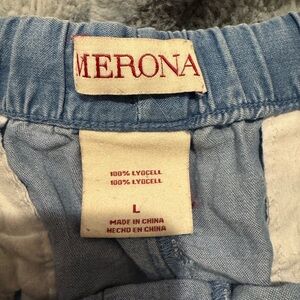 MERONA
100% LYOCELL
100% LYOCELL
L
MADE IN CHINA
HECHO EN CHINA